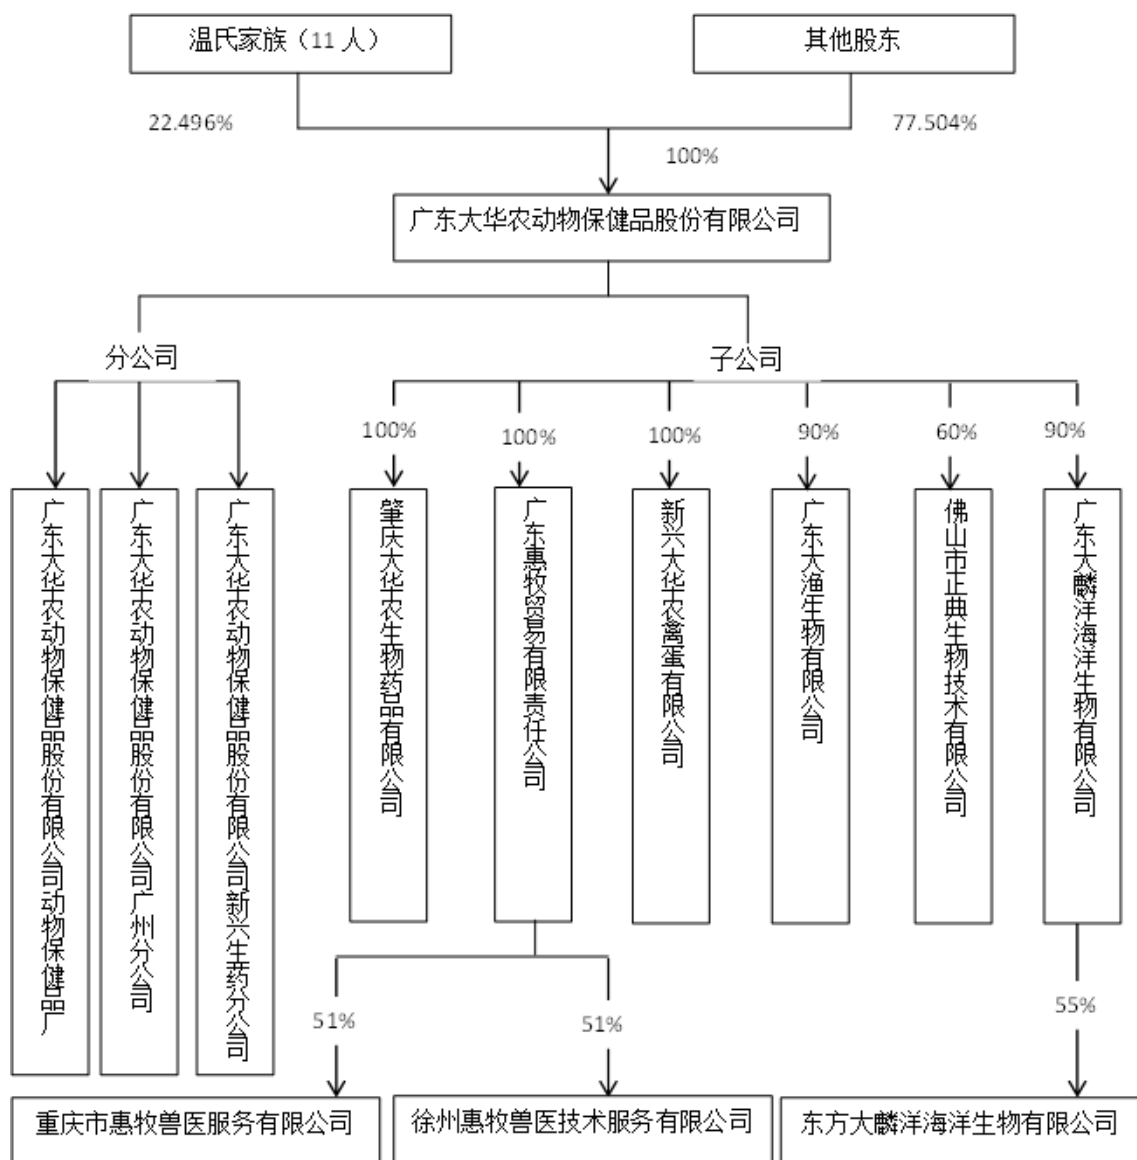 温氏家族（11 人）
其他股东
22.496%
77.504%
100%
广东大华农动物保健品股份有限公司
分公司
子公司
100%
100%
100%
90%
60%
90%
广东大华农动物保健品股份有限公司动物保健品厂
广东大华农动物保健品股份有限公司广州分公司
广东大华农动物保健品股份有限公司新兴生药分公司
肇庆大华农生物药品有限公司
广东惠牧贸易有限责任公司
新兴大华农禽蛋有限公司
广东大渔生物有限公司
佛山市正典生物技术有限公司
广东大麟洋海洋生物有限公司
51%
51%
55%
重庆市惠牧兽医服务有限公司
徐州惠牧兽医技术服务有限公司
东方大麟洋海洋生物有限公司